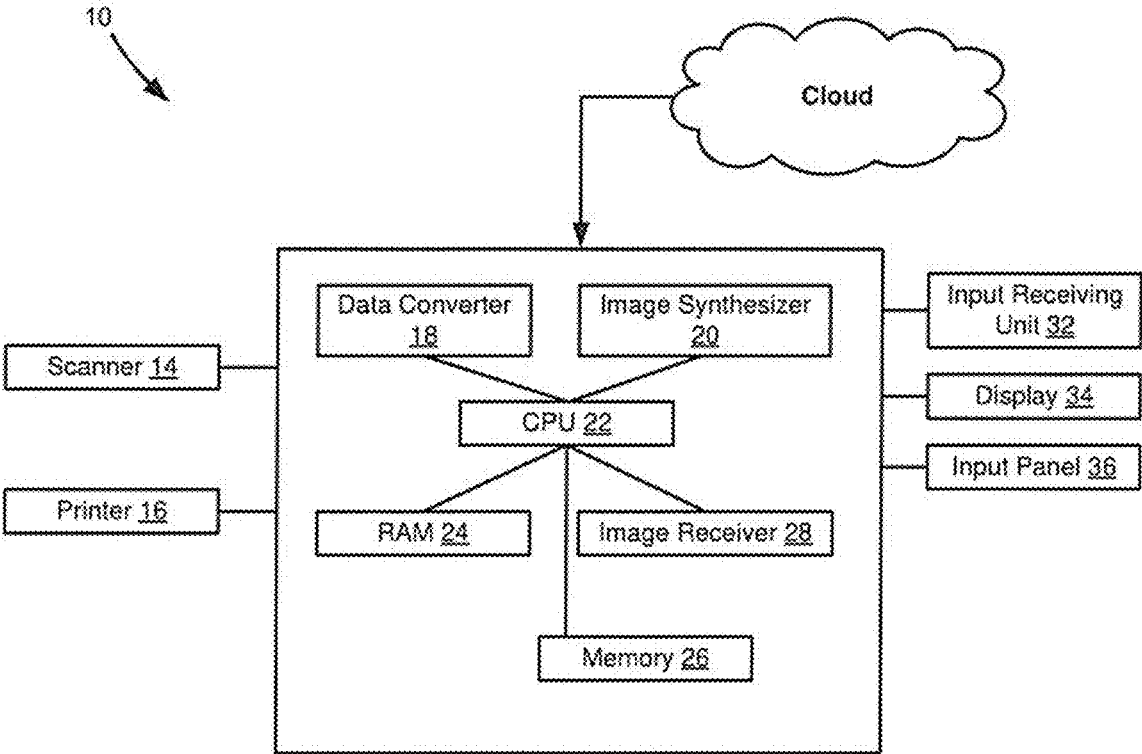 10
Cloud
Data Converter
18
Image Synthesizer
20
Input Receiving
Unit 32
Scanner 14
Display 34
CPU 22
Input Panel 36
Printer 16
RAM 24
Image Receiver 28
Memory 26